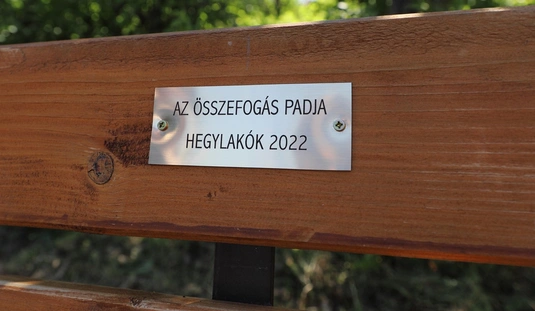 AZ ÖSSZEFOGÁS PADJA
HEGYLAKÓK 2022